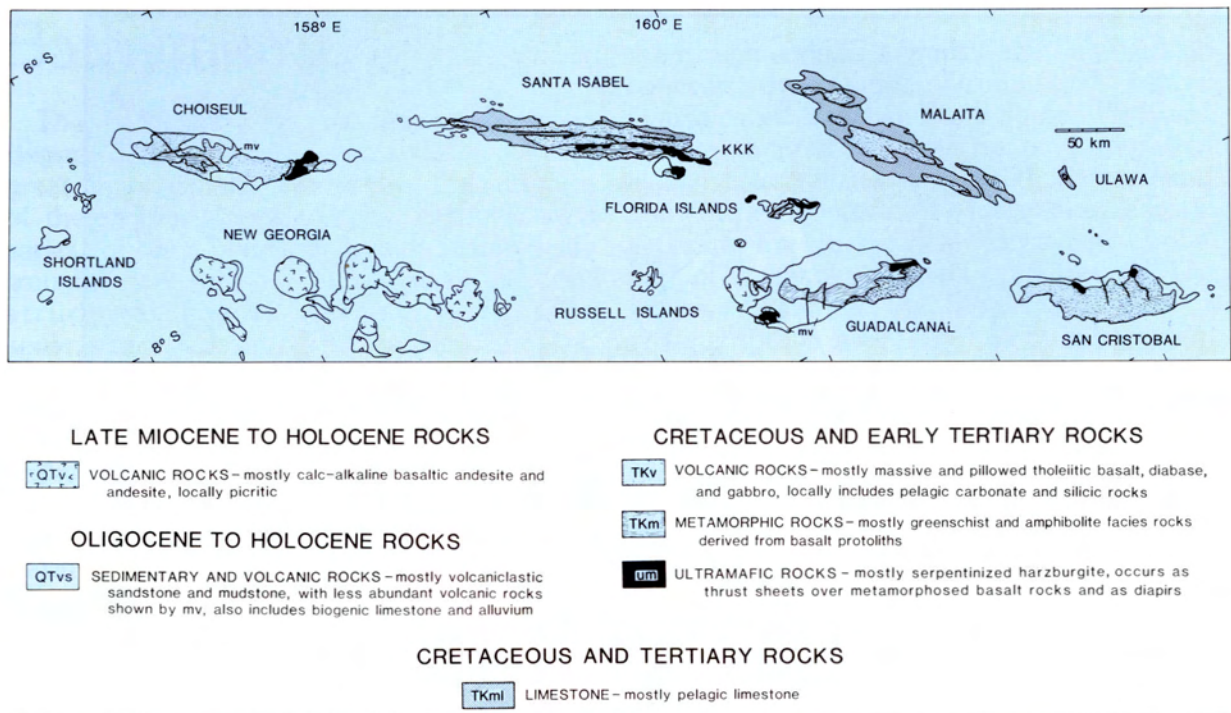 158° E
160° E
6° S
SANTA ISABEL
CHOISEUL
MALAITA
mv
KKK
50 km
ULAWA
FLORIDA ISLANDS
NEW GEORGIA
SHORTLAND
ISLANDS
RUSSELL ISLANDS
mv
GUADALCANAL
8° S
SAN CRISTOBAL
LATE MIOCENE TO HOLOCENE ROCKS
QTv VOLCANIC ROCKS – mostly calc-alkaline basaltic andesite and
andesite, locally picritic
OLIGOCENE TO HOLOCENE ROCKS
QTvs SEDIMENTARY AND VOLCANIC ROCKS – mostly volcaniclastic
sandstone and mudstone, with less abundant volcanic rocks
shown by mv, also includes biogenic limestone and alluvium
CRETACEOUS AND EARLY TERTIARY ROCKS
TKv VOLCANIC ROCKS – mostly massive and pillowed tholeiitic basalt, diabase,
and gabbro, locally includes pelagic carbonate and silicic rocks
TKm METAMORPHIC ROCKS – mostly greenschist and amphibolite facies rocks
derived from basalt protoliths
um ULTRAMAFIC ROCKS – mostly serpentinized harzburgite, occurs as
thrust sheets over metamorphosed basalt rocks and as diapirs
CRETACEOUS AND TERTIARY ROCKS
TKml LIMESTONE – mostly pelagic limestone